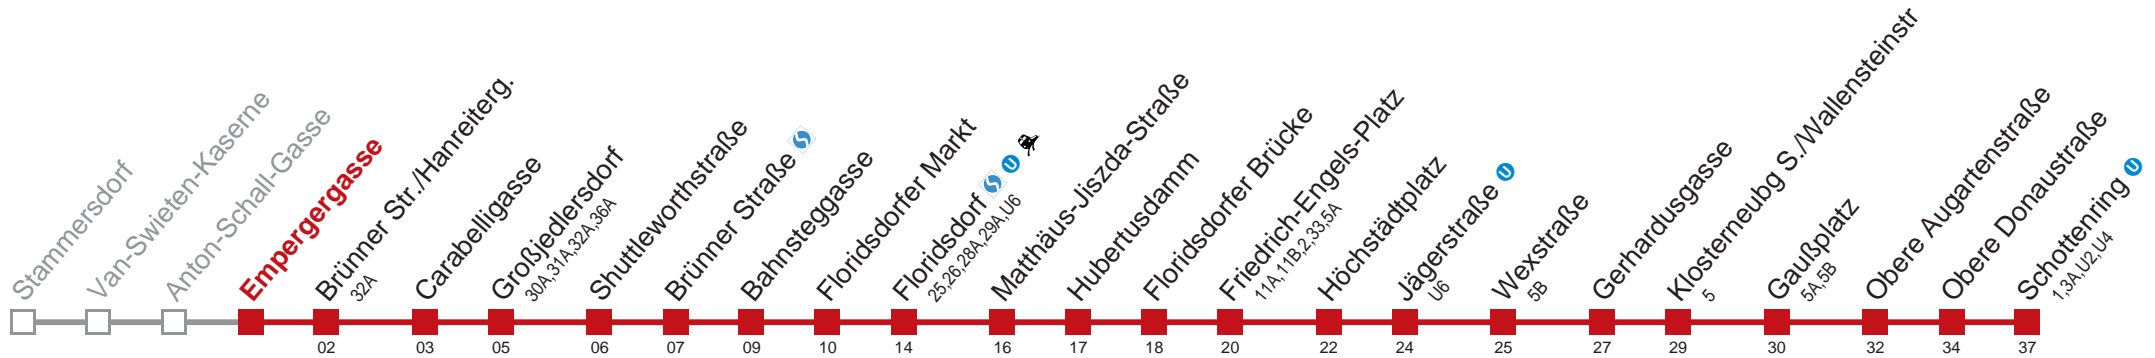 Stammersdorf
Van-Swieten-Kaserne
Anton-Schall-Gasse
Empergergasse
Brünner Str./Hanreiterg.
32A
Carabelligasse
Großjedlersdorf
30A,31A,32A,36A
Shuttleworthstraße
Brünner Straße
Bahnsteggasse
Floridsdorfer Markt
Floridsdorf U
25,26,28A,29A,U6
Matthäus-Jiszda-Straße
Hubertusdamm
Floridsdorfer Brücke
Friedrich-Engels-Platz
11A,11B,2,33,5A
Höchstädtplatz
Jägerstraße U
U6
Wexstraße
5B
Gerhardusgasse
Klosterneubg S./Wallensteinstr
5
Gaußplatz
5A,5B
Obere Augartenstraße
Obere Donaustraße
Schottenring U
1,3A,U2,U4
02 03 05 06 07 09 10 14 16 17 18 20 22 24 25 27 29 30 32 34 37